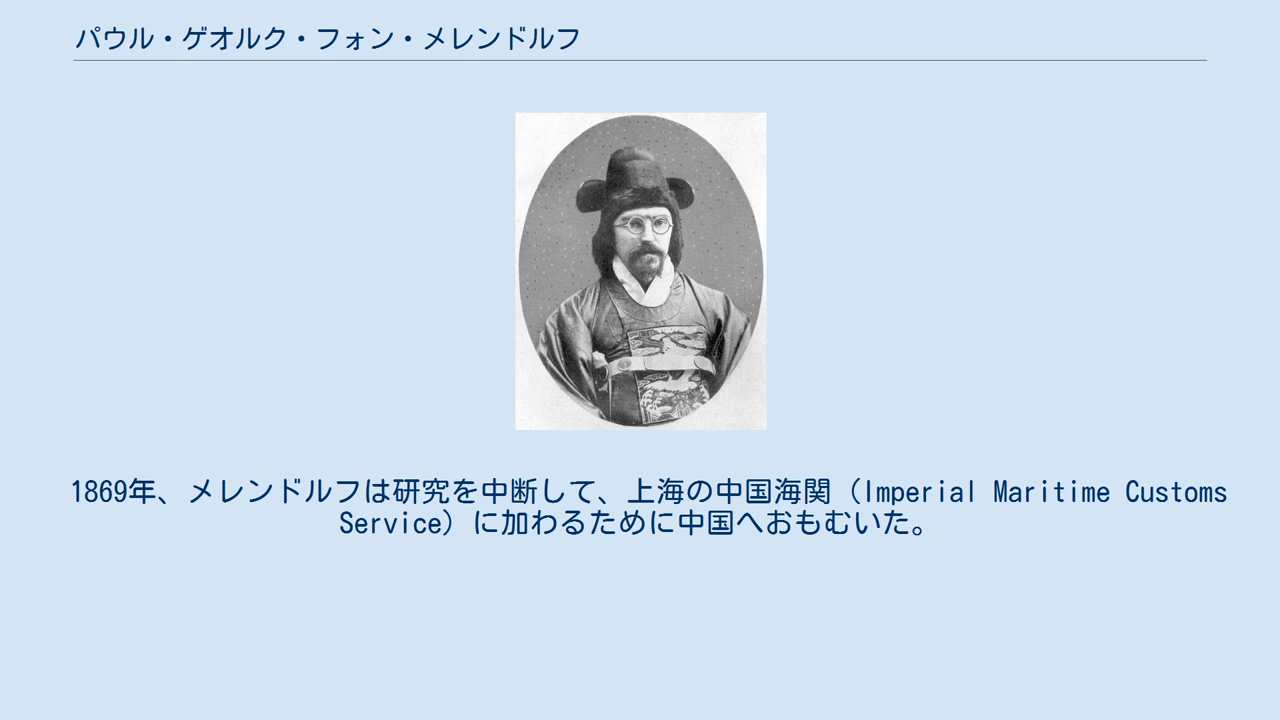 パウル・ゲオルク・フォン・メレンドルフ
1869年、メレンドルフは研究を中断して、上海の中国海関（Imperial Maritime Customs
Service）に加わるために中国へおもむいた。